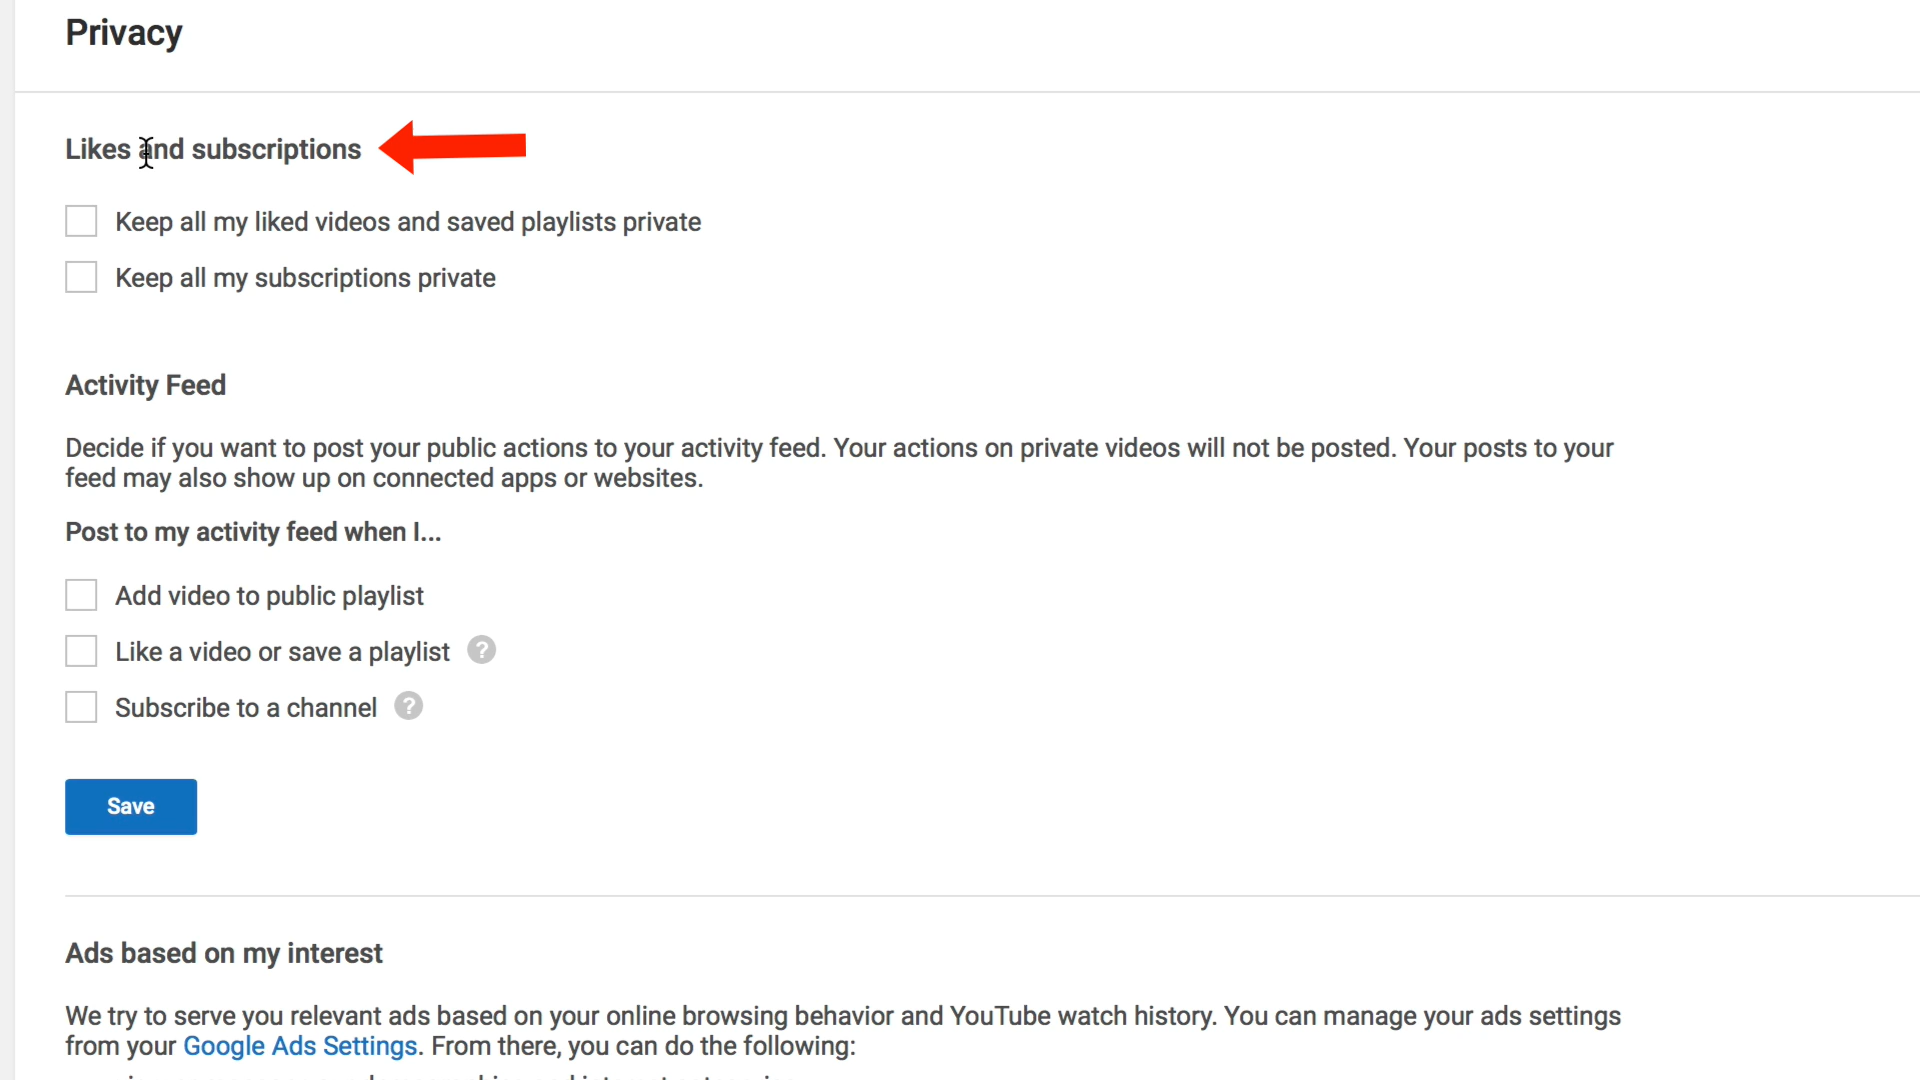 Privacy
Likes and subscriptions
Keep all my liked videos and saved playlists private
Keep all my subscriptions private
Activity Feed
Decide if you want to post your public actions to your activity feed. Your actions on private videos will not be posted. Your posts to your
feed may also show up on connected apps or websites.
Post to my activity feed when I...
Add video to public playlist
Like a video or save a playlist ?
Subscribe to a channel ?
Save
Ads based on my interest
We try to serve you relevant ads based on your online browsing behavior and YouTube watch history. You can manage your ads settings
from your Google Ads Settings. From there, you can do the following: